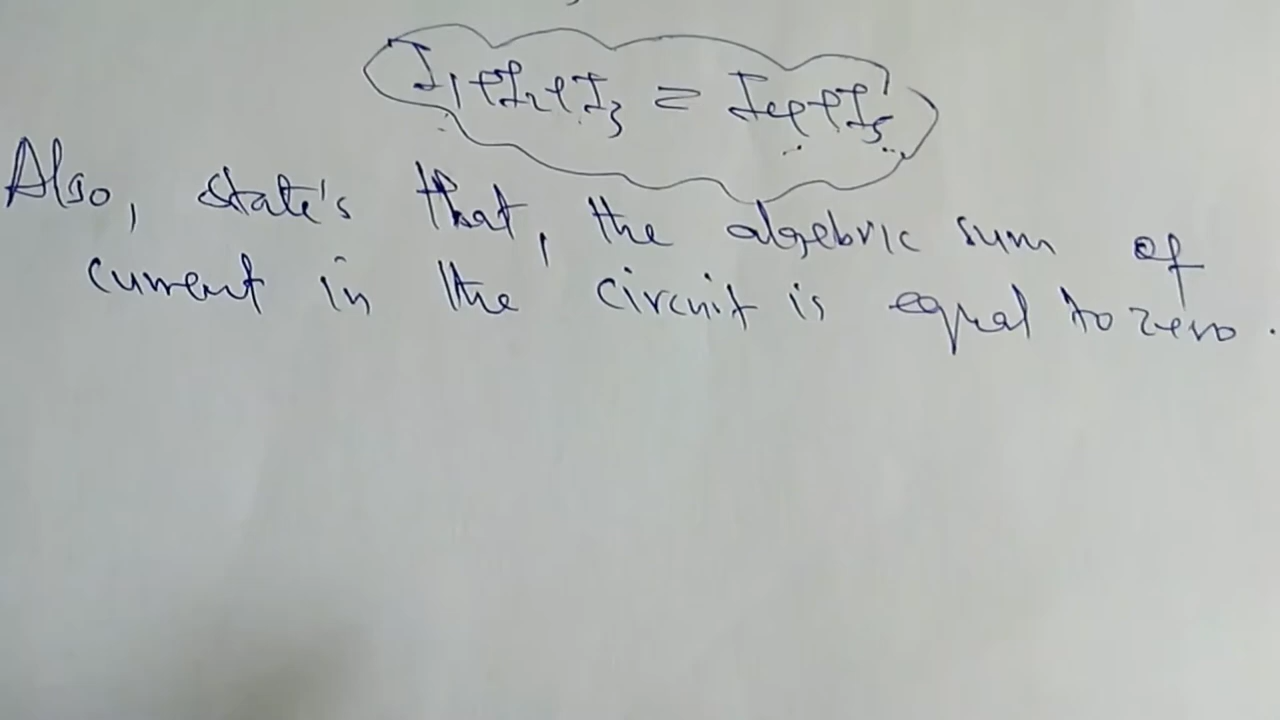 I₁+I₂+I₃ = I₄+I₅
Also, state's that, the algebric sum of
current in the circuit is equal to zero.